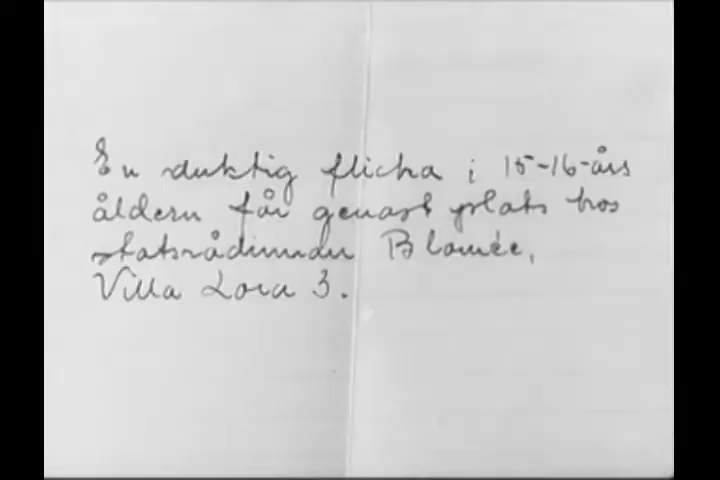 En duktig flicka i 15-16-års
åldern får genast plats hos
statsrådinnan Blomée,
Villa Lora 3.